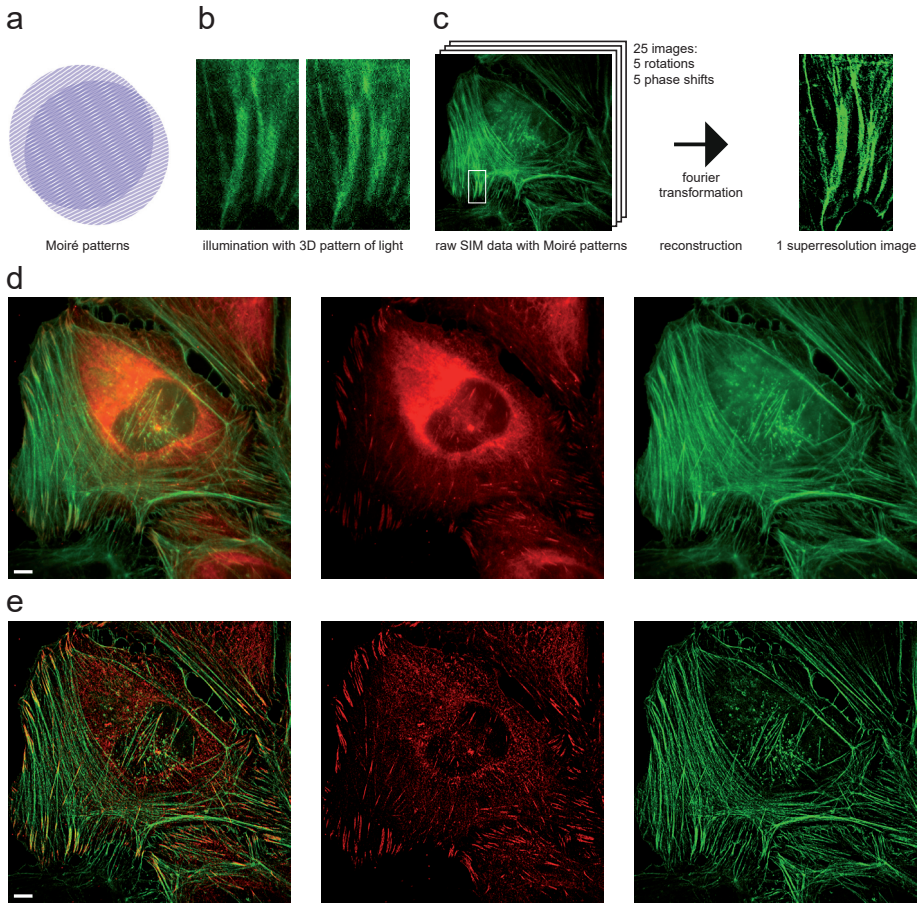 a
b
c
25 images:
5 rotations
5 phase shifts
fourier
transformation
Moiré patterns
illumination with 3D pattern of light
raw SIM data with Moiré patterns
reconstruction
1 superresolution image
d
e